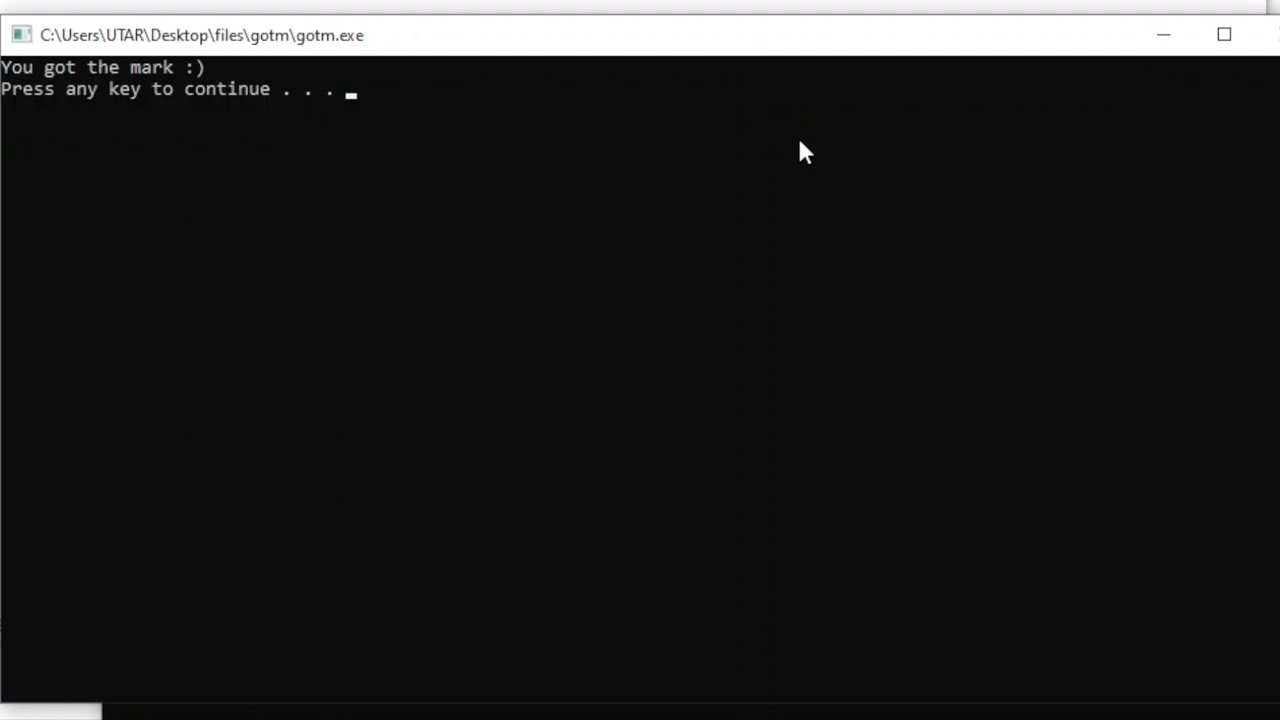 C:\Users\UTAR\Desktop\files\gotm\gotm.exe
You got the mark :)
Press any key to continue . . .